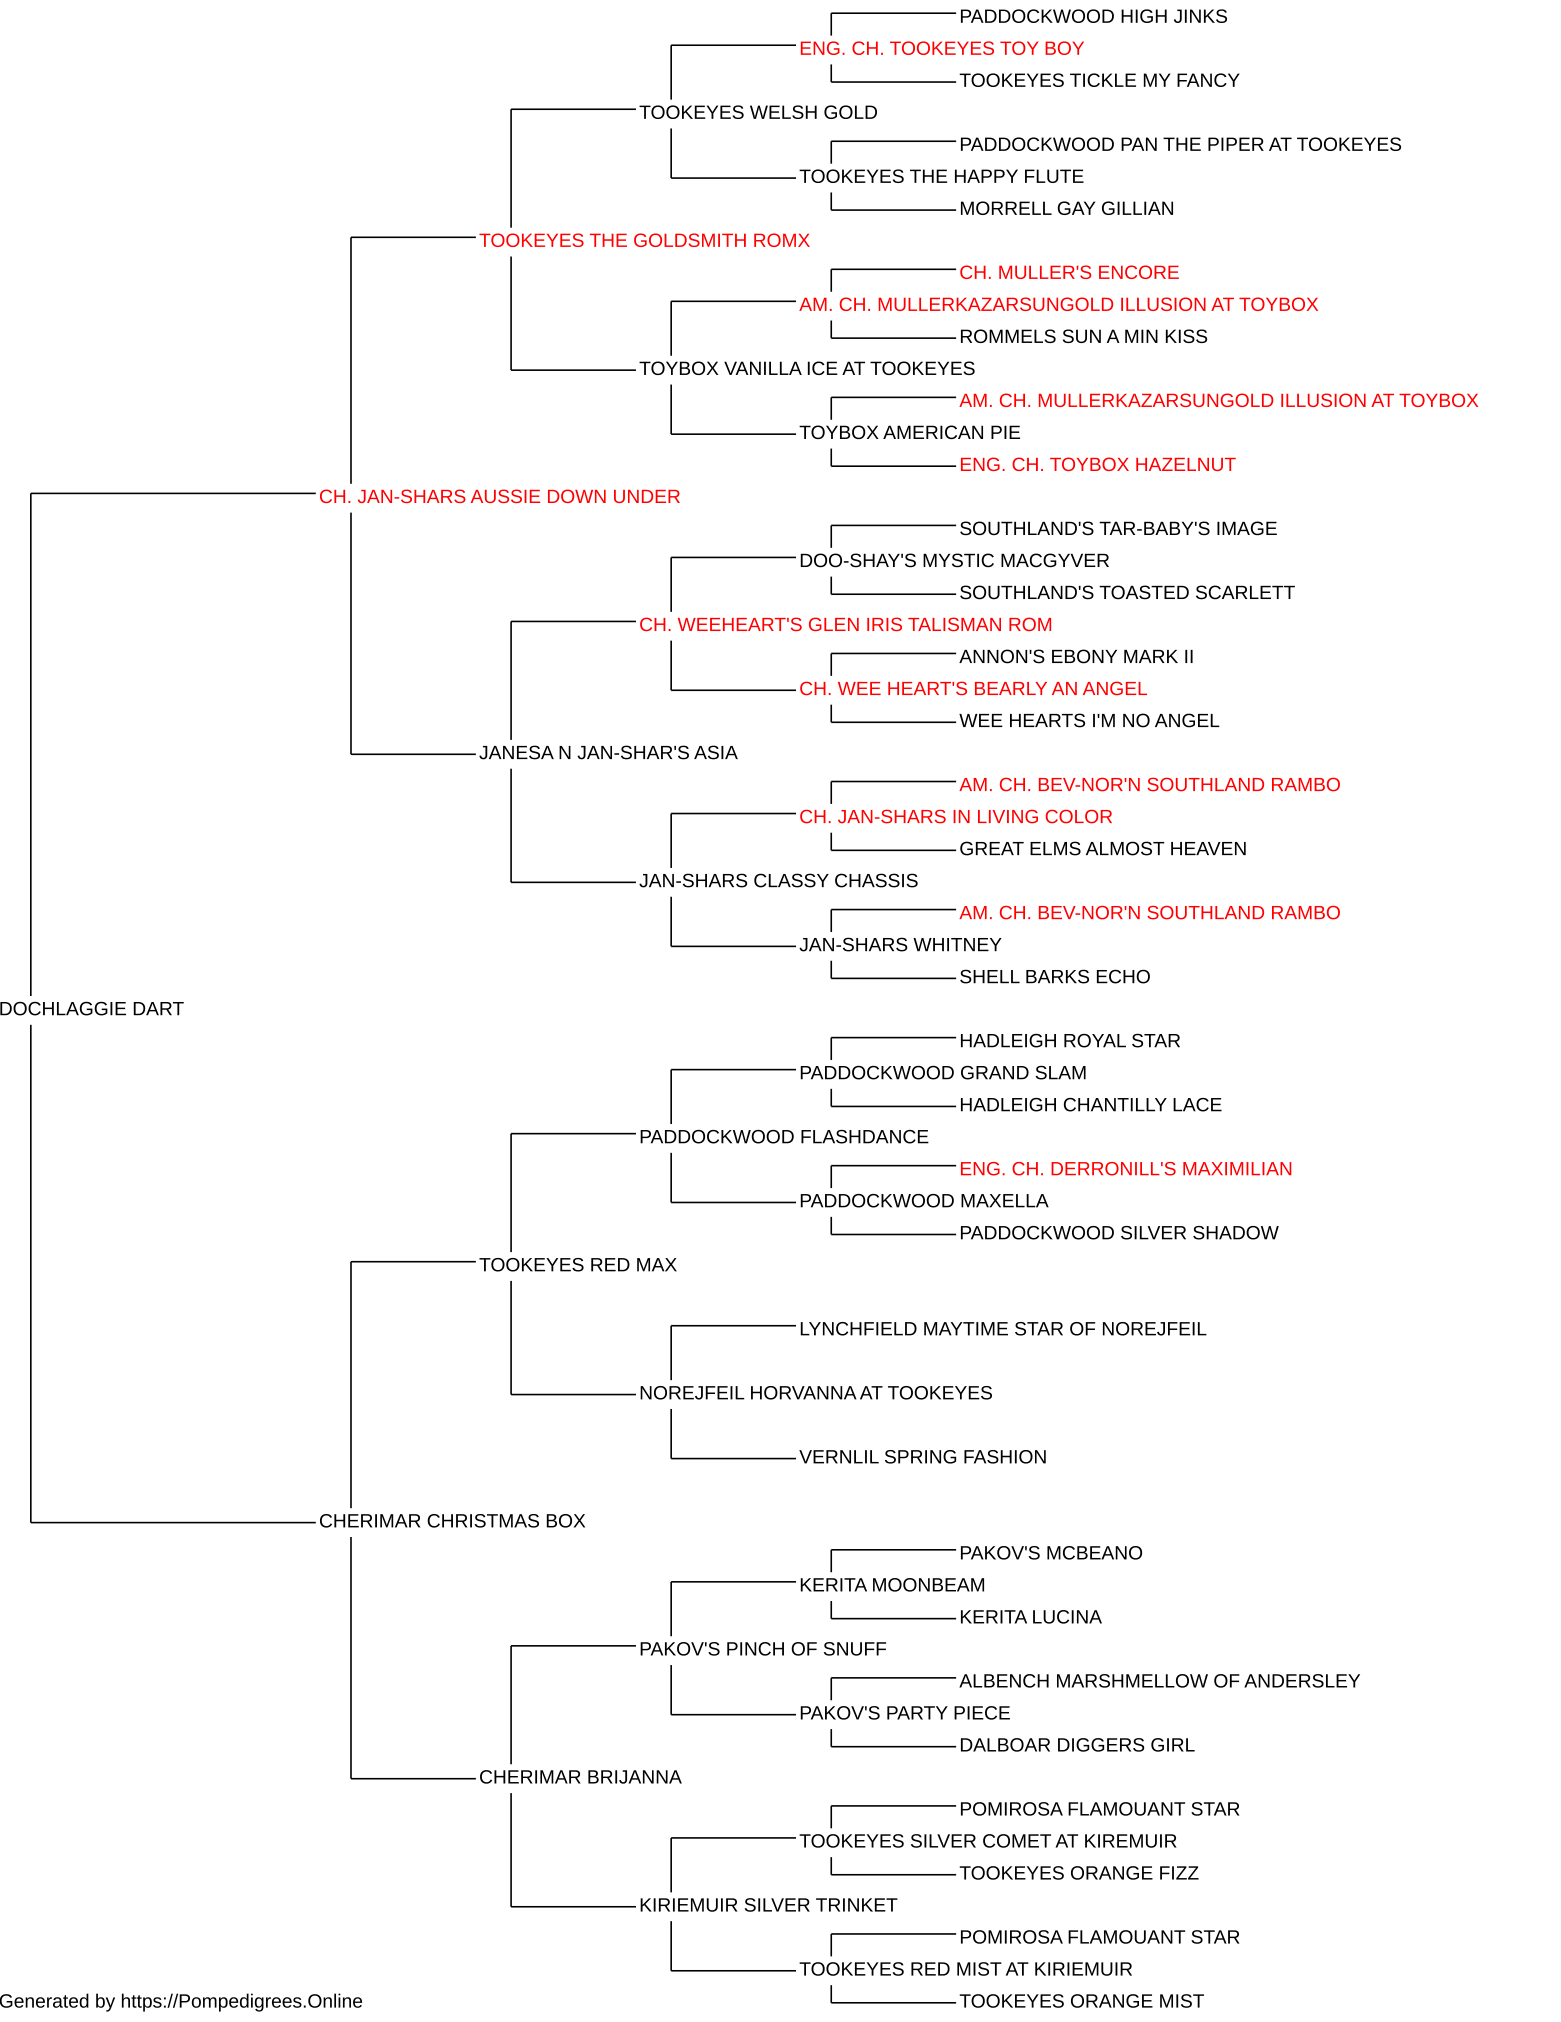 PADDOCKWOOD HIGH JINKS
ENG. CH. TOOKEYES TOY BOY
TOOKEYES TICKLE MY FANCY
TOOKEYES WELSH GOLD
PADDOCKWOOD PAN THE PIPER AT TOOKEYES
TOOKEYES THE HAPPY FLUTE
MORRELL GAY GILLIAN
TOOKEYES THE GOLDSMITH ROMX
CH. MULLER'S ENCORE
AM. CH. MULLERKAZARSUNGOLD ILLUSION AT TOYBOX
ROMMELS SUN A MIN KISS
TOYBOX VANILLA ICE AT TOOKEYES
AM. CH. MULLERKAZARSUNGOLD ILLUSION AT TOYBOX
TOYBOX AMERICAN PIE
ENG. CH. TOYBOX HAZELNUT
CH. JAN-SHARS AUSSIE DOWN UNDER
SOUTHLAND'S TAR-BABY'S IMAGE
DOO-SHAY'S MYSTIC MACGYVER
SOUTHLAND'S TOASTED SCARLETT
CH. WEEHEART'S GLEN IRIS TALISMAN ROM
ANNON'S EBONY MARK II
CH. WEE HEART'S BEARLY AN ANGEL
WEE HEARTS I'M NO ANGEL
JANESA N JAN-SHAR'S ASIA
AM. CH. BEV-NOR'N SOUTHLAND RAMBO
CH. JAN-SHARS IN LIVING COLOR
GREAT ELMS ALMOST HEAVEN
JAN-SHARS CLASSY CHASSIS
AM. CH. BEV-NOR'N SOUTHLAND RAMBO
JAN-SHARS WHITNEY
SHELL BARKS ECHO
DOCHLAGGIE DART
HADLEIGH ROYAL STAR
PADDOCKWOOD GRAND SLAM
HADLEIGH CHANTILLY LACE
PADDOCKWOOD FLASHDANCE
ENG. CH. DERRONILL'S MAXIMILIAN
PADDOCKWOOD MAXELLA
PADDOCKWOOD SILVER SHADOW
TOOKEYES RED MAX
LYNCHFIELD MAYTIME STAR OF NOREJFEIL
NOREJFEIL HORVANNA AT TOOKEYES
VERNLIL SPRING FASHION
CHERIMAR CHRISTMAS BOX
PAKOV'S MCBEANO
KERITA MOONBEAM
KERITA LUCINA
PAKOV'S PINCH OF SNUFF
ALBENCH MARSHMELLOW OF ANDERSLEY
PAKOV'S PARTY PIECE
DALBOAR DIGGERS GIRL
CHERIMAR BRIJANNA
POMIROSA FLAMOUANT STAR
TOOKEYES SILVER COMET AT KIREMUIR
TOOKEYES ORANGE FIZZ
KIRIEMUIR SILVER TRINKET
POMIROSA FLAMOUANT STAR
TOOKEYES RED MIST AT KIRIEMUIR
TOOKEYES ORANGE MIST
Generated by https://Pompedigrees.Online